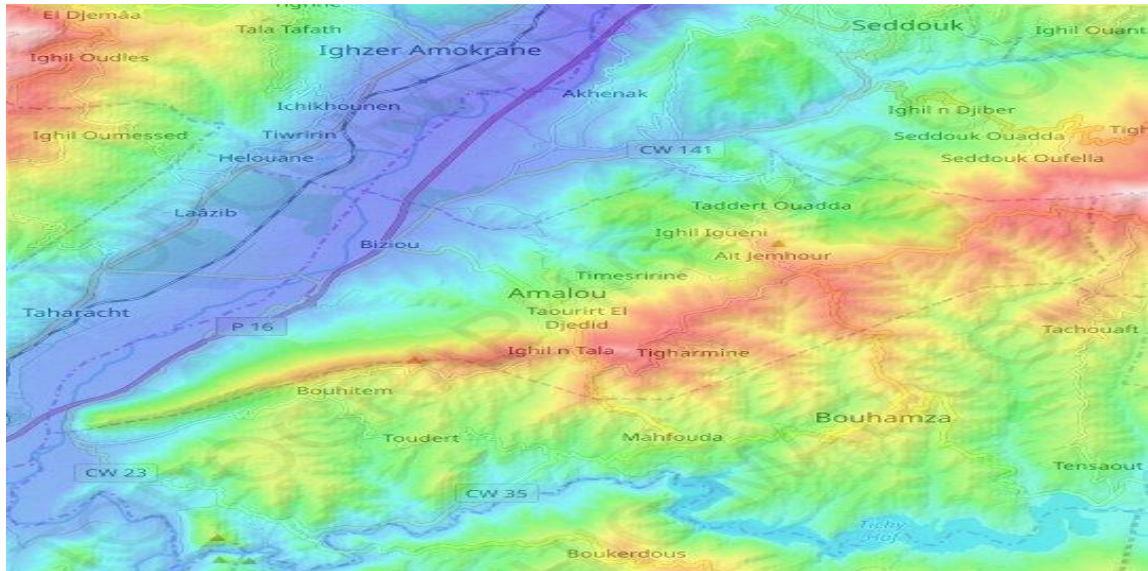 El Djemâa
Tala Tafath
Seddouk
Ighil Ouant
Ighzer Amokrane
Ighil Oudles
Akhenak
Ichikhounen
Ighil n Djiber
Ighil Oumessed
Tiwririn
Seddouk Ouadda
Tigh
CW 141
Helouane
Seddouk Oufella
Laâzib
Taddert Ouadda
Ighil Igueni
Biziou
Ait Jemhour
Timesririne
Amalou
Taourirt El
Djedid
Taharacht
P 16
Tachouaft
Ighil n Tala
Tigharmine
Bouhitem
Bouhamza
Toudert
Mahfouda
Tensaout
CW 23
CW 35
Tichy
Hof
Boukerdous